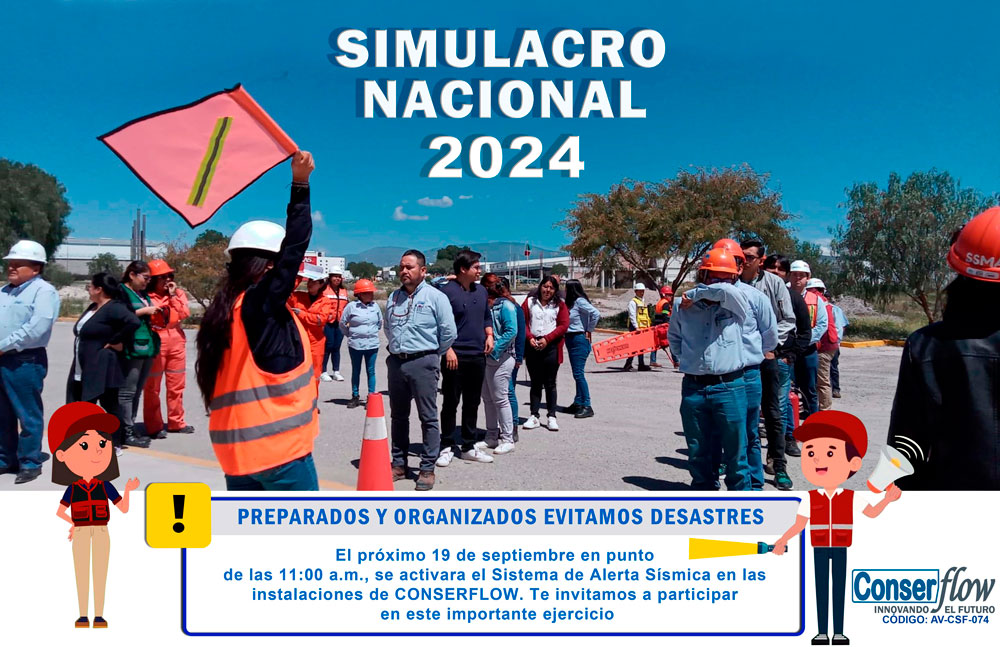 SIMULACRO
NACIONAL
2024
SSMA
!
PREPARADOS Y ORGANIZADOS EVITAMOS DESASTRES
El próximo 19 de septiembre en punto
de las 11:00 a.m., se activara el Sistema de Alerta Sísmica en las
instalaciones de CONSERFLOW. Te invitamos a participar
en este importante ejercicio
Conserflow
INNOVANDO EL FUTURO
CÓDIGO: AV-CSF-074